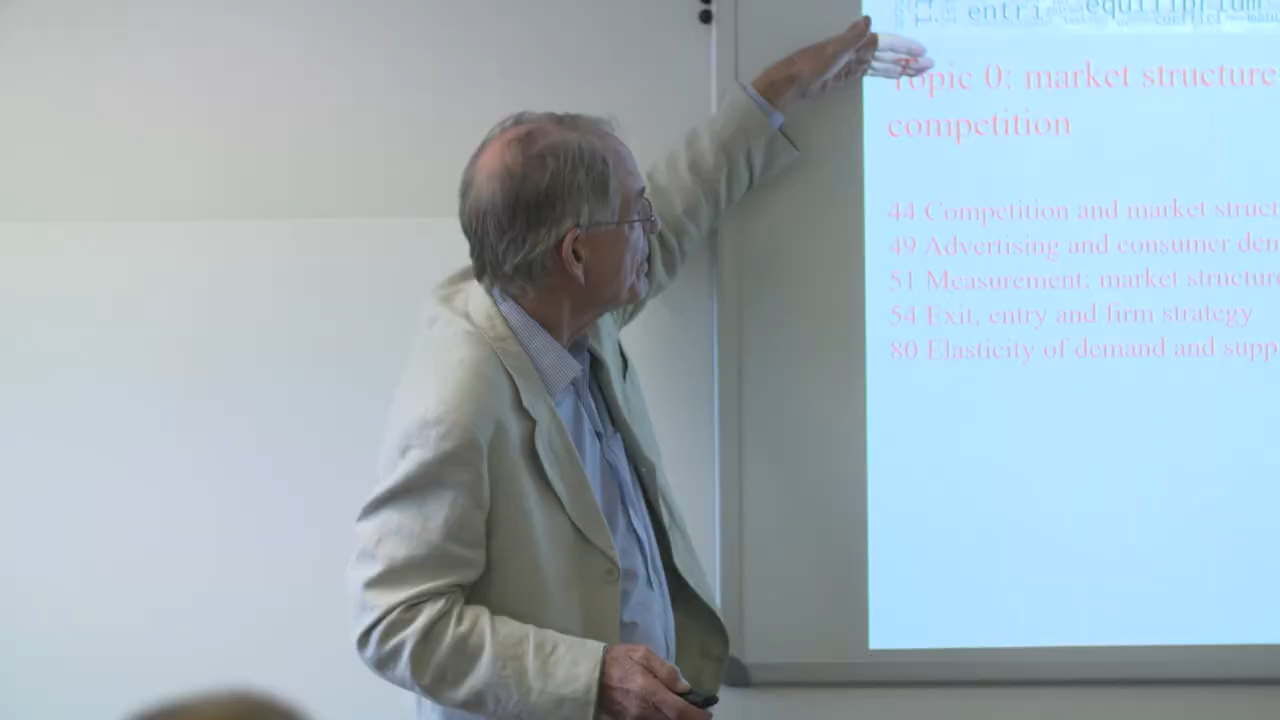 entri equilibrium
Topic 0: market structure
competition
44 Competition and market struct
49 Advertising and consumer den
51 Measurement; market structure
54 Exit, entry and firm strategy
80 Elasticity of demand and supp